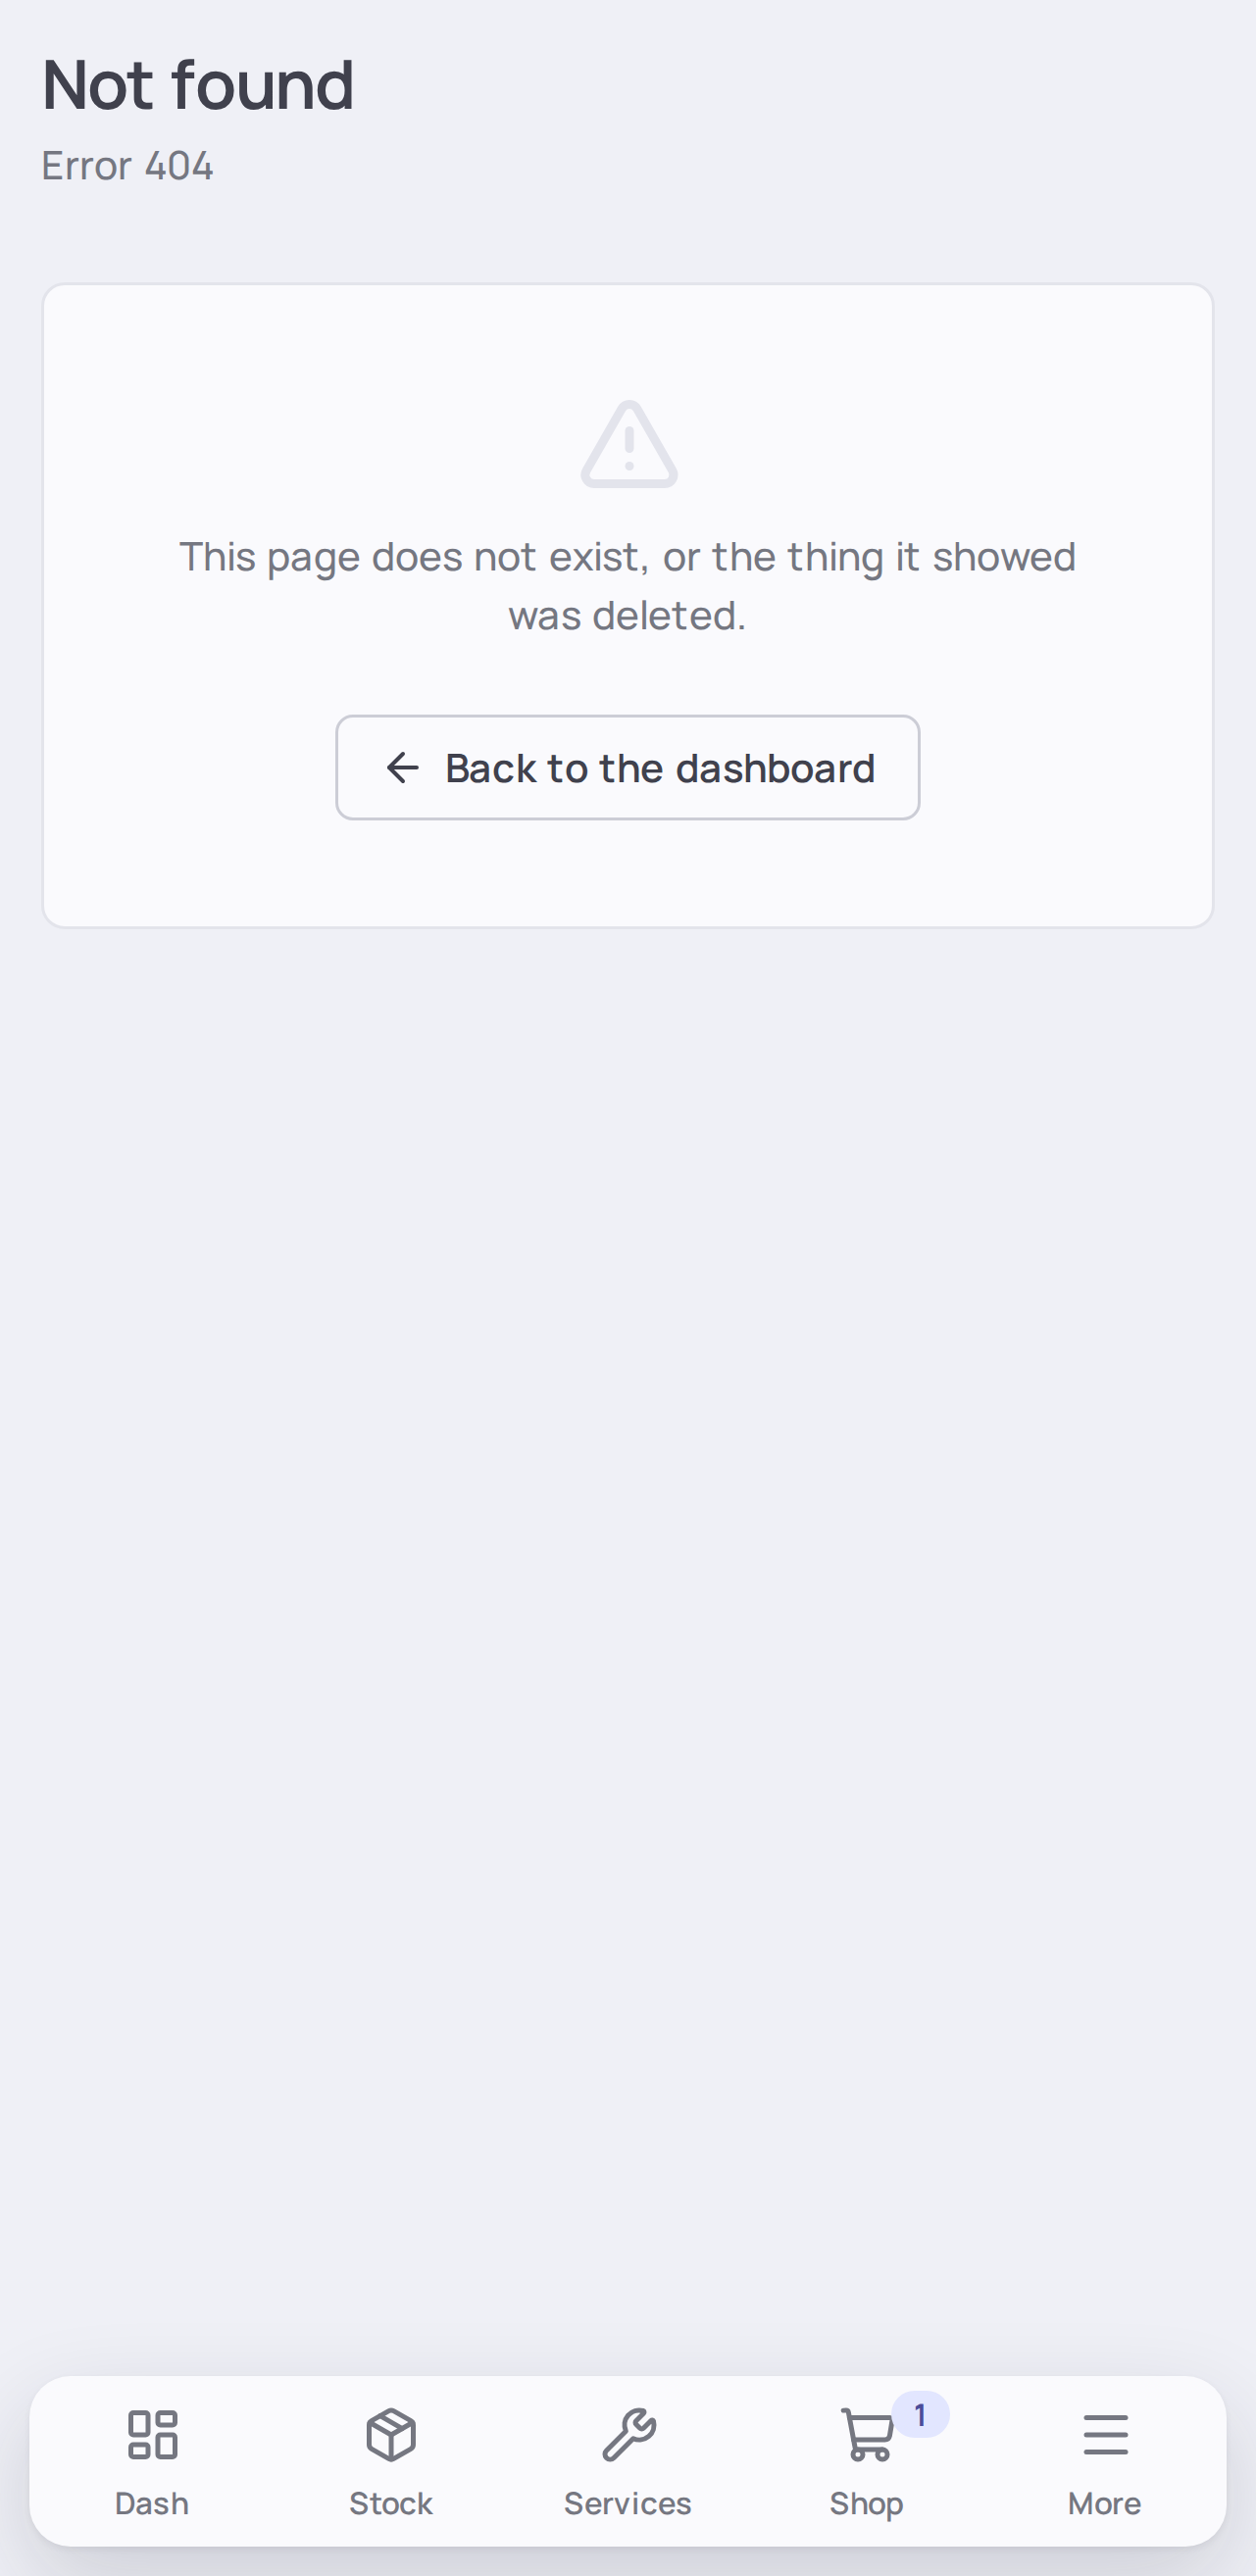 Not found
Error 404
This page does not exist, or the thing it showed
was deleted.
Back to the dashboard
1
Dash
Stock
Services
Shop
More